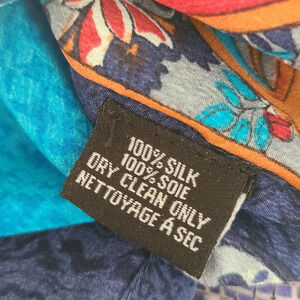 100% SILK
100% SOIE
DRY CLEAN ONLY
NETTOYAGE Á SEC